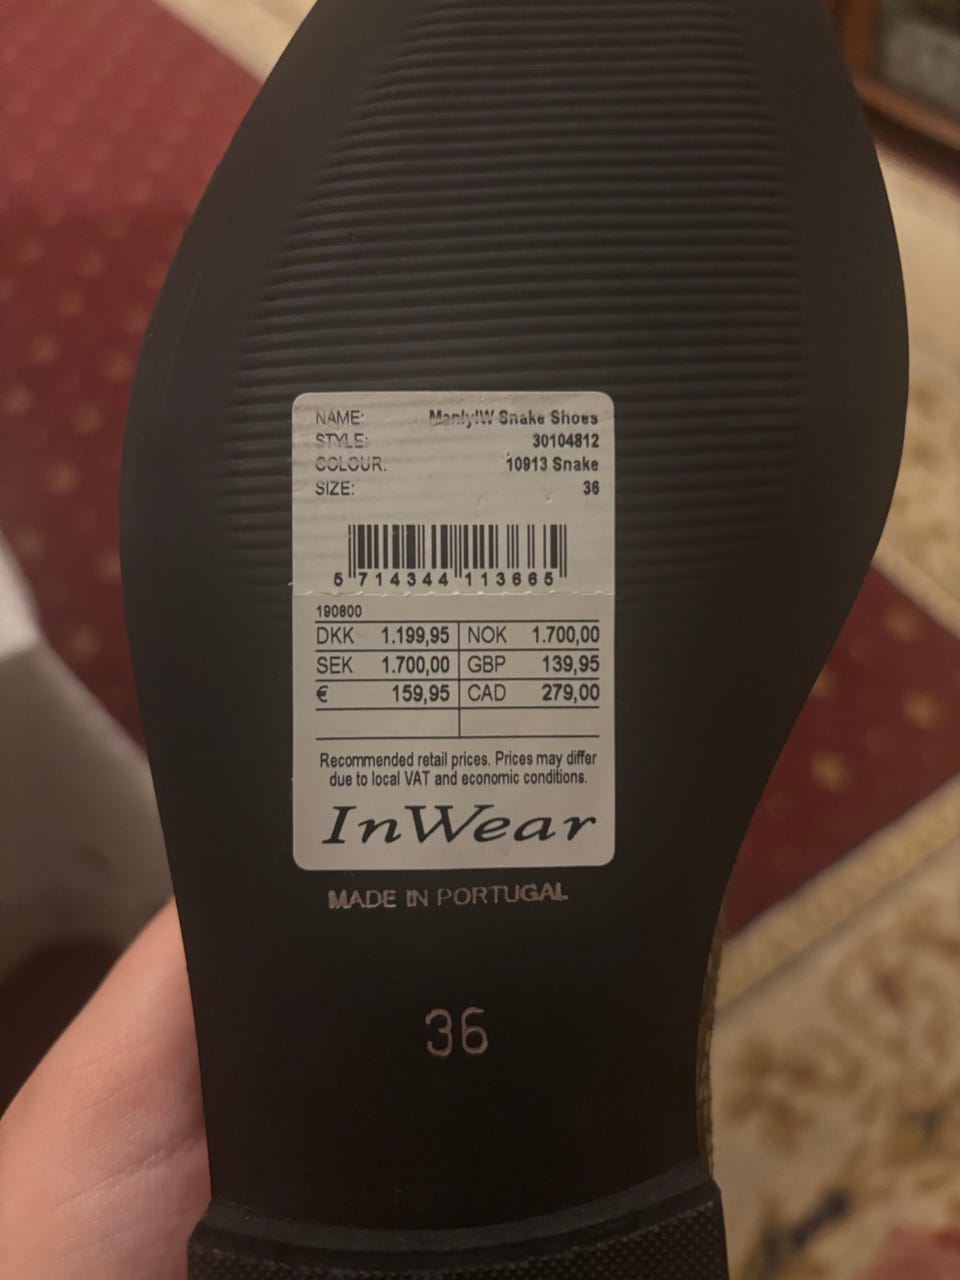 NAME: ManlyIW Snake Shoes
STYLE: 30104812
COLOUR: 10913 Snake
SIZE: 36
5 714344 113665
190800
DKK 1.199,95 NOK 1.700,00
SEK 1.700,00 GBP 139,95
€ 159,95 CAD 279,00
Recommended retail prices. Prices may differ
due to local VAT and economic conditions.
InWear
MADE IN PORTUGAL
36